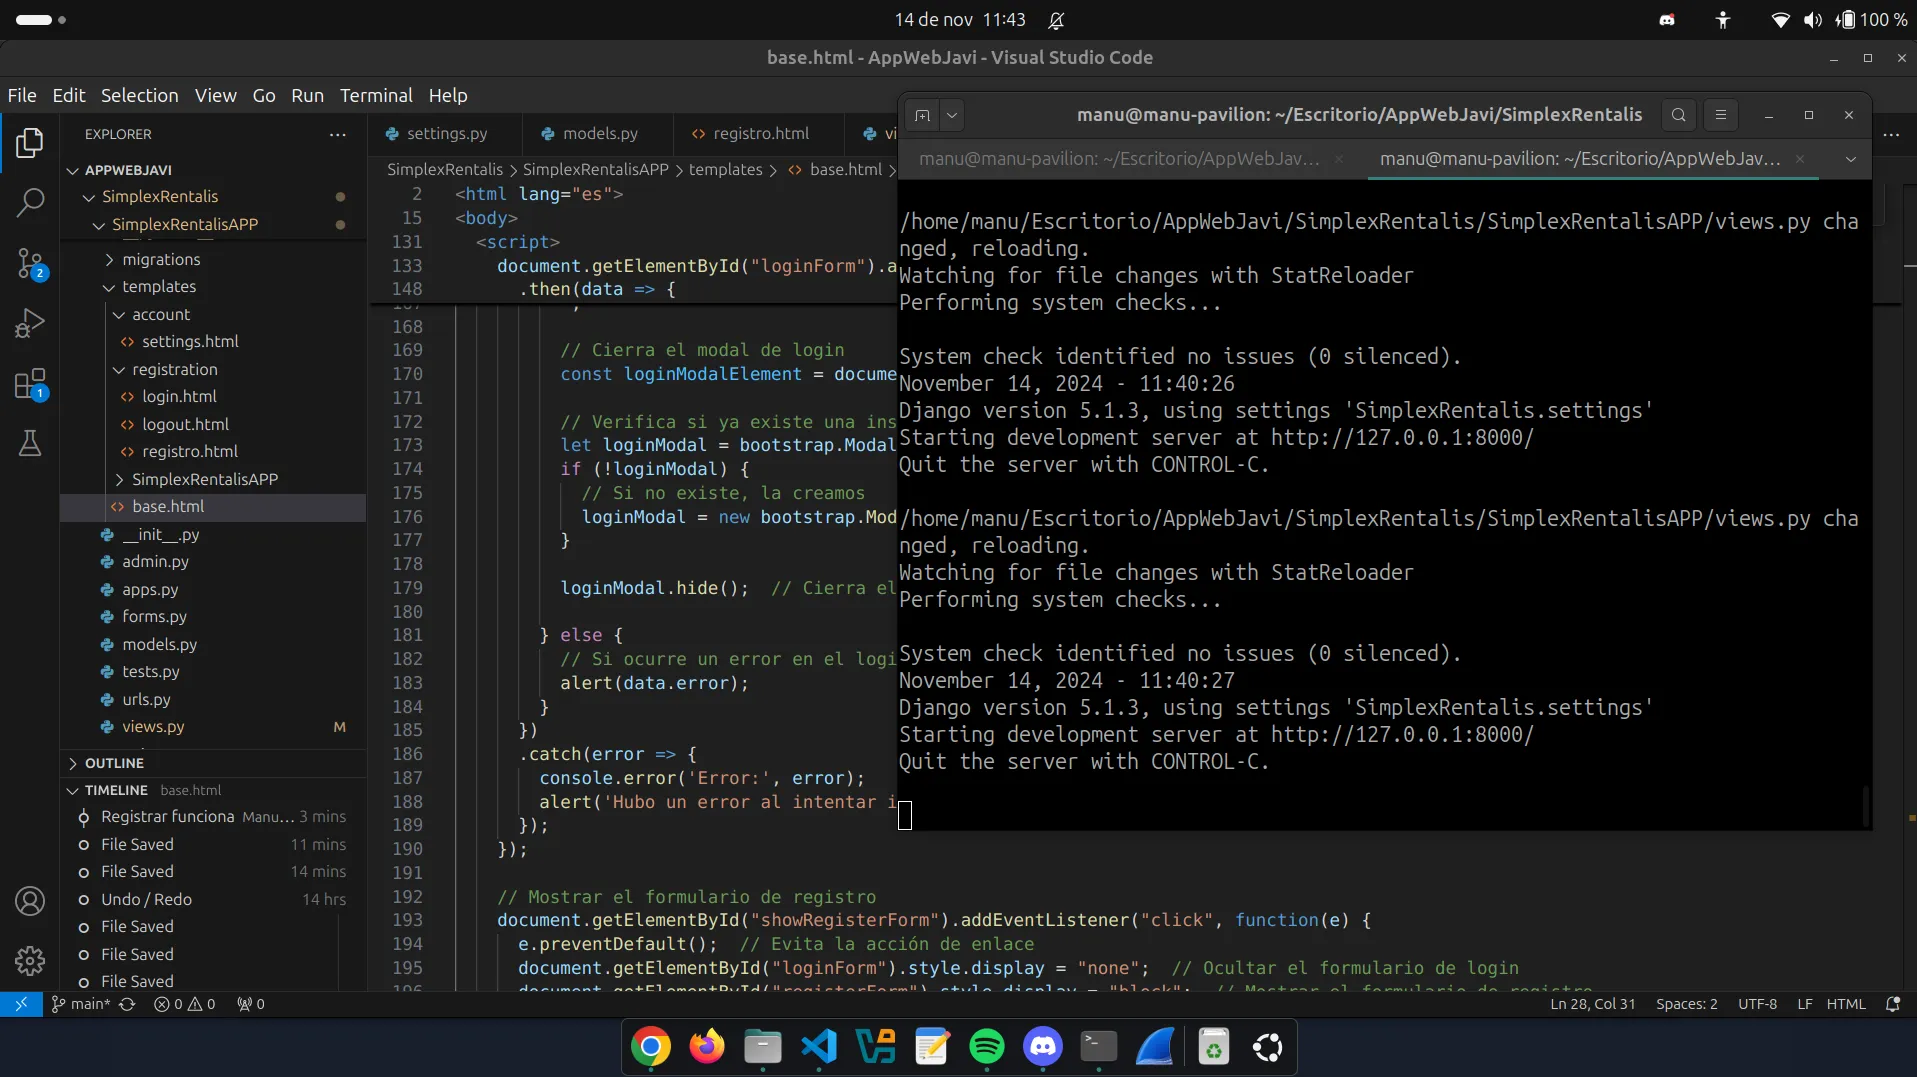 14 de nov 11:43
100 %
base.html - AppWebJavi - Visual Studio Code
File Edit Selection View Go Run Terminal Help
EXPLORER
APPWEBJAVI
SimplexRentalis
SimplexRentalisAPP
migrations
templates
account
settings.html
registration
login.html
logout.html
registro.html
SimplexRentalisAPP
base.html
__init__.py
admin.py
apps.py
forms.py
models.py
tests.py
urls.py
views.py M
OUTLINE
TIMELINE base.html
Registrar funciona Manu... 3 mins
File Saved 11 mins
File Saved 14 mins
Undo / Redo 14 hrs
File Saved
File Saved
File Saved
2
1
settings.py models.py registro.html vi
SimplexRentalis > SimplexRentalisAPP > templates > base.html >
2 <html lang="es">
15 <body>
131 <script>
133 document.getElementById("loginForm").a
148 .then(data => {
168
169 // Cierra el modal de login
170 const loginModalElement = docume
171
172 // Verifica si ya existe una ins
173 let loginModal = bootstrap.Modal
174 if (!loginModal) {
175 // Si no existe, la creamos
176 loginModal = new bootstrap.Mod
177 }
178
179 loginModal.hide(); // Cierra el
180
181 } else {
182 // Si ocurre un error en el logi
183 alert(data.error);
184 }
185 })
186 .catch(error => {
187 console.error('Error:', error);
188 alert('Hubo un error al intentar i
189 });
190 });
191
192 // Mostrar el formulario de registro
193 document.getElementById("showRegisterForm").addEventListener("click", function(e) {
194 e.preventDefault(); // Evita la acción de enlace
195 document.getElementById("loginForm").style.display = "none"; // Ocultar el formulario de login
196 document.getElementById("registerForm").style.display = "block"; // Mostrar el formulario de registro
manu@manu-pavilion: ~/Escritorio/AppWebJavi/SimplexRentalis
manu@manu-pavilion: ~/Escritorio/AppWebJav... manu@manu-pavilion: ~/Escritorio/AppWebJav...
/home/manu/Escritorio/AppWebJavi/SimplexRentalis/SimplexRentalisAPP/views.py cha
nged, reloading.
Watching for file changes with StatReloader
Performing system checks...
System check identified no issues (0 silenced).
November 14, 2024 - 11:40:26
Django version 5.1.3, using settings 'SimplexRentalis.settings'
Starting development server at http://127.0.0.1:8000/
Quit the server with CONTROL-C.
/home/manu/Escritorio/AppWebJavi/SimplexRentalis/SimplexRentalisAPP/views.py cha
nged, reloading.
Watching for file changes with StatReloader
Performing system checks...
System check identified no issues (0 silenced).
November 14, 2024 - 11:40:27
Django version 5.1.3, using settings 'SimplexRentalis.settings'
Starting development server at http://127.0.0.1:8000/
Quit the server with CONTROL-C.
main* 0 0 0
Ln 28, Col 31 Spaces: 2 UTF-8 LF HTML